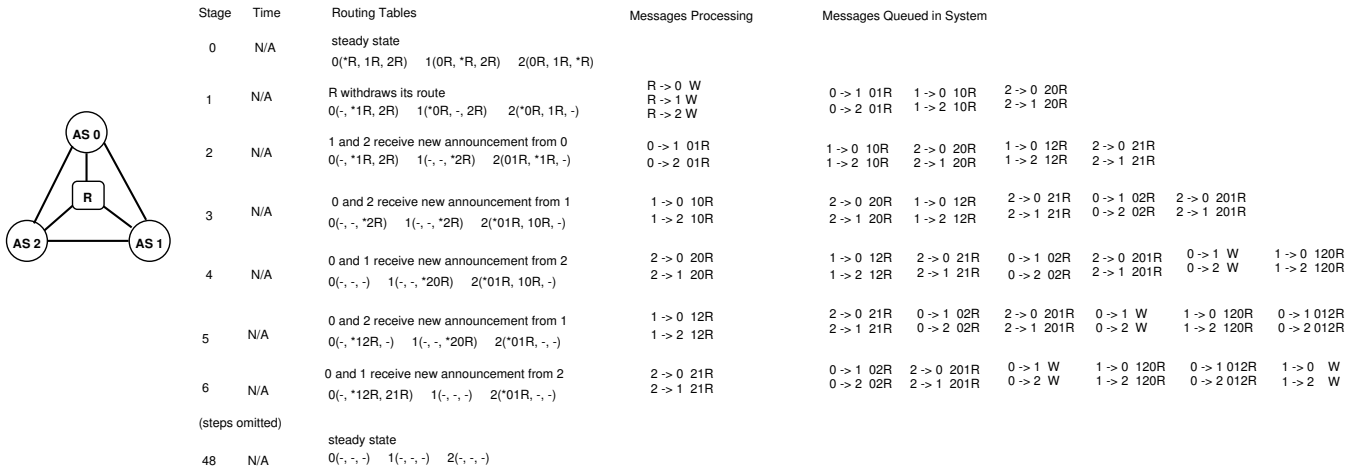 Stage Time Routing Tables Messages Processing Messages Queued in System
0 N/A steady state
0(*R, 1R, 2R) 1(0R, *R, 2R) 2(0R, 1R, *R)
1 N/A R withdraws its route
0(-, *1R, 2R) 1(*0R, -, 2R) 2(*0R, 1R, -)
R -> 0 W
R -> 1 W
R -> 2 W
0 -> 1 01R 1 -> 0 10R 2 -> 0 20R
0 -> 2 01R 1 -> 2 10R 2 -> 1 20R
AS 0
R
AS 2
AS 1
2 N/A 1 and 2 receive new announcement from 0
0(-, *1R, 2R) 1(-, -, *2R) 2(01R, *1R, -)
0 -> 1 01R
0 -> 2 01R
1 -> 0 10R 2 -> 0 20R 1 -> 0 12R 2 -> 0 21R
1 -> 2 10R 2 -> 1 20R 1 -> 2 12R 2 -> 1 21R
3 N/A 0 and 2 receive new announcement from 1
0(-, -, *2R) 1(-, -, *2R) 2(*01R, 10R, -)
1 -> 0 10R
1 -> 2 10R
2 -> 0 20R 1 -> 0 12R 2 -> 0 21R 0 -> 1 02R 2 -> 0 201R
2 -> 1 20R 1 -> 2 12R 2 -> 1 21R 0 -> 2 02R 2 -> 1 201R
4 N/A 0 and 1 receive new announcement from 2
0(-, -, -) 1(-, -, *20R) 2(*01R, 10R, -)
2 -> 0 20R
2 -> 1 20R
1 -> 0 12R 2 -> 0 21R 0 -> 1 02R 2 -> 0 201R 0 -> 1 W 1 -> 0 120R
1 -> 2 12R 2 -> 1 21R 0 -> 2 02R 2 -> 1 201R 0 -> 2 W 1 -> 2 120R
5 N/A 0 and 2 receive new announcement from 1
0(-, *12R, -) 1(-, -, *20R) 2(*01R, -, -)
1 -> 0 12R
1 -> 2 12R
2 -> 0 21R 0 -> 1 02R 2 -> 0 201R 0 -> 1 W 1 -> 0 120R 0 -> 1 012R
2 -> 1 21R 0 -> 2 02R 2 -> 1 201R 0 -> 2 W 1 -> 2 120R 0 -> 2 012R
6 N/A 0 and 1 receive new announcement from 2
0(-, *12R, 21R) 1(-, -, -) 2(*01R, -, -)
2 -> 0 21R
2 -> 1 21R
0 -> 1 02R 2 -> 0 201R 0 -> 1 W 1 -> 0 120R 0 -> 1 012R 1 -> 0 W
0 -> 2 02R 2 -> 1 201R 0 -> 2 W 1 -> 2 120R 0 -> 2 012R 1 -> 2 W
(steps omitted)
48 N/A steady state
0(-, -, -) 1(-, -, -) 2(-, -, -)